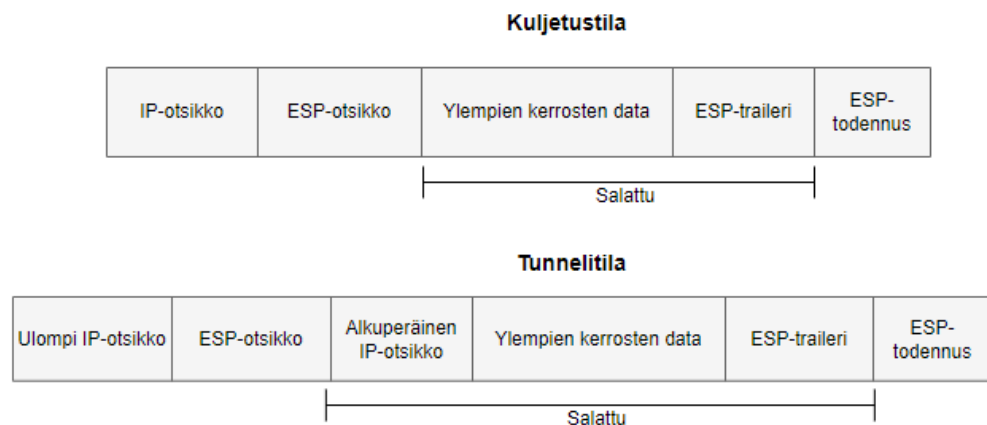 Kuljetustila
IP-otsikko ESP-otsikko Ylempien kerrosten data ESP-traileri ESP-
todennus
Salattu
Tunnelitila
Ulompi IP-otsikko ESP-otsikko Alkuperäinen
IP-otsikko Ylempien kerrosten data ESP-traileri ESP-
todennus
Salattu